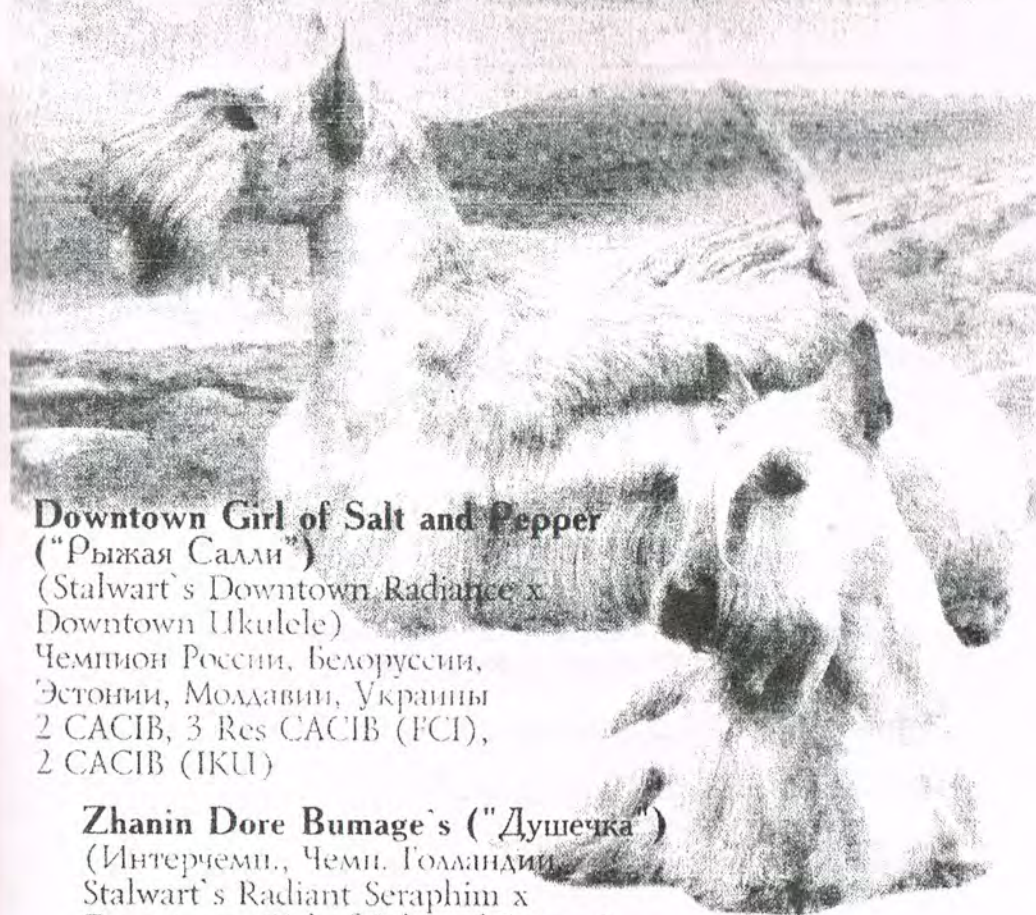 Downtown Girl of Salt and Pepper
("Рыжая Салли")
(Stalwart`s Downtown Radiance x
Downtown Ukulele)
Чемпион России, Белоруссии,
Эстонии, Молдавии, Украины
2 CACIB, 3 Res CACIB (FCI),
2 CACIB (IKU)
Zhanin Dore Bumage`s ("Душечка")
(Интерчемп., Чемп. Голландии,
Stalwart`s Radiant Seraphim x